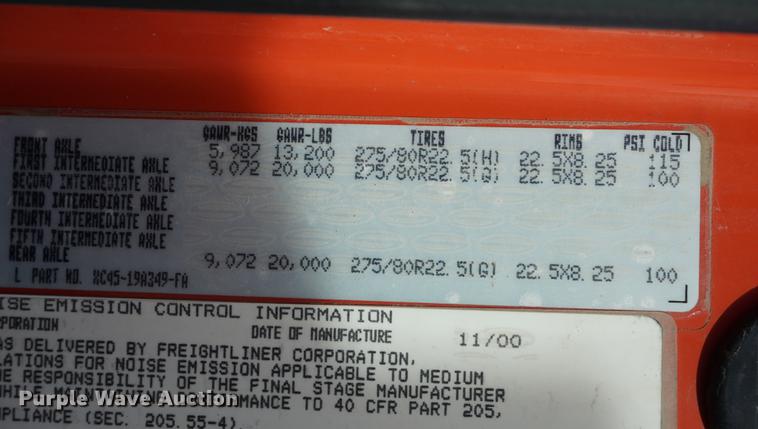 GAWR-KGS GAWR-LBS TIRES RIMS PSI COLD
FRONT AXLE 5,987 13,200 275/80R22.5(H) 22.5X8.25 115
FIRST INTERMEDIATE AXLE 9,072 20,000 275/80R22.5(G) 22.5X8.25 100
SECOND INTERMEDIATE AXLE
THIRD INTERMEDIATE AXLE
FOURTH INTERMEDIATE AXLE
FIFTH INTERMEDIATE AXLE
REAR AXLE 9,072 20,000 275/80R22.5(G) 22.5X8.25 100
L PART NO. XC45-19A349-FA
OISE EMISSION CONTROL INFORMATION
RPORATION DATE OF MANUFACTURE 11/00
AS DELIVERED BY FREIGHTLINER CORPORATION,
LATIONS FOR NOISE EMISSION APPLICABLE TO MEDIUM
RESPONSIBILITY OF THE FINAL STAGE MANUFACTURER
TO 40 CFR PART 205,
MPLIANCE (SEC. 205.55-4)
Purple Wave Auction